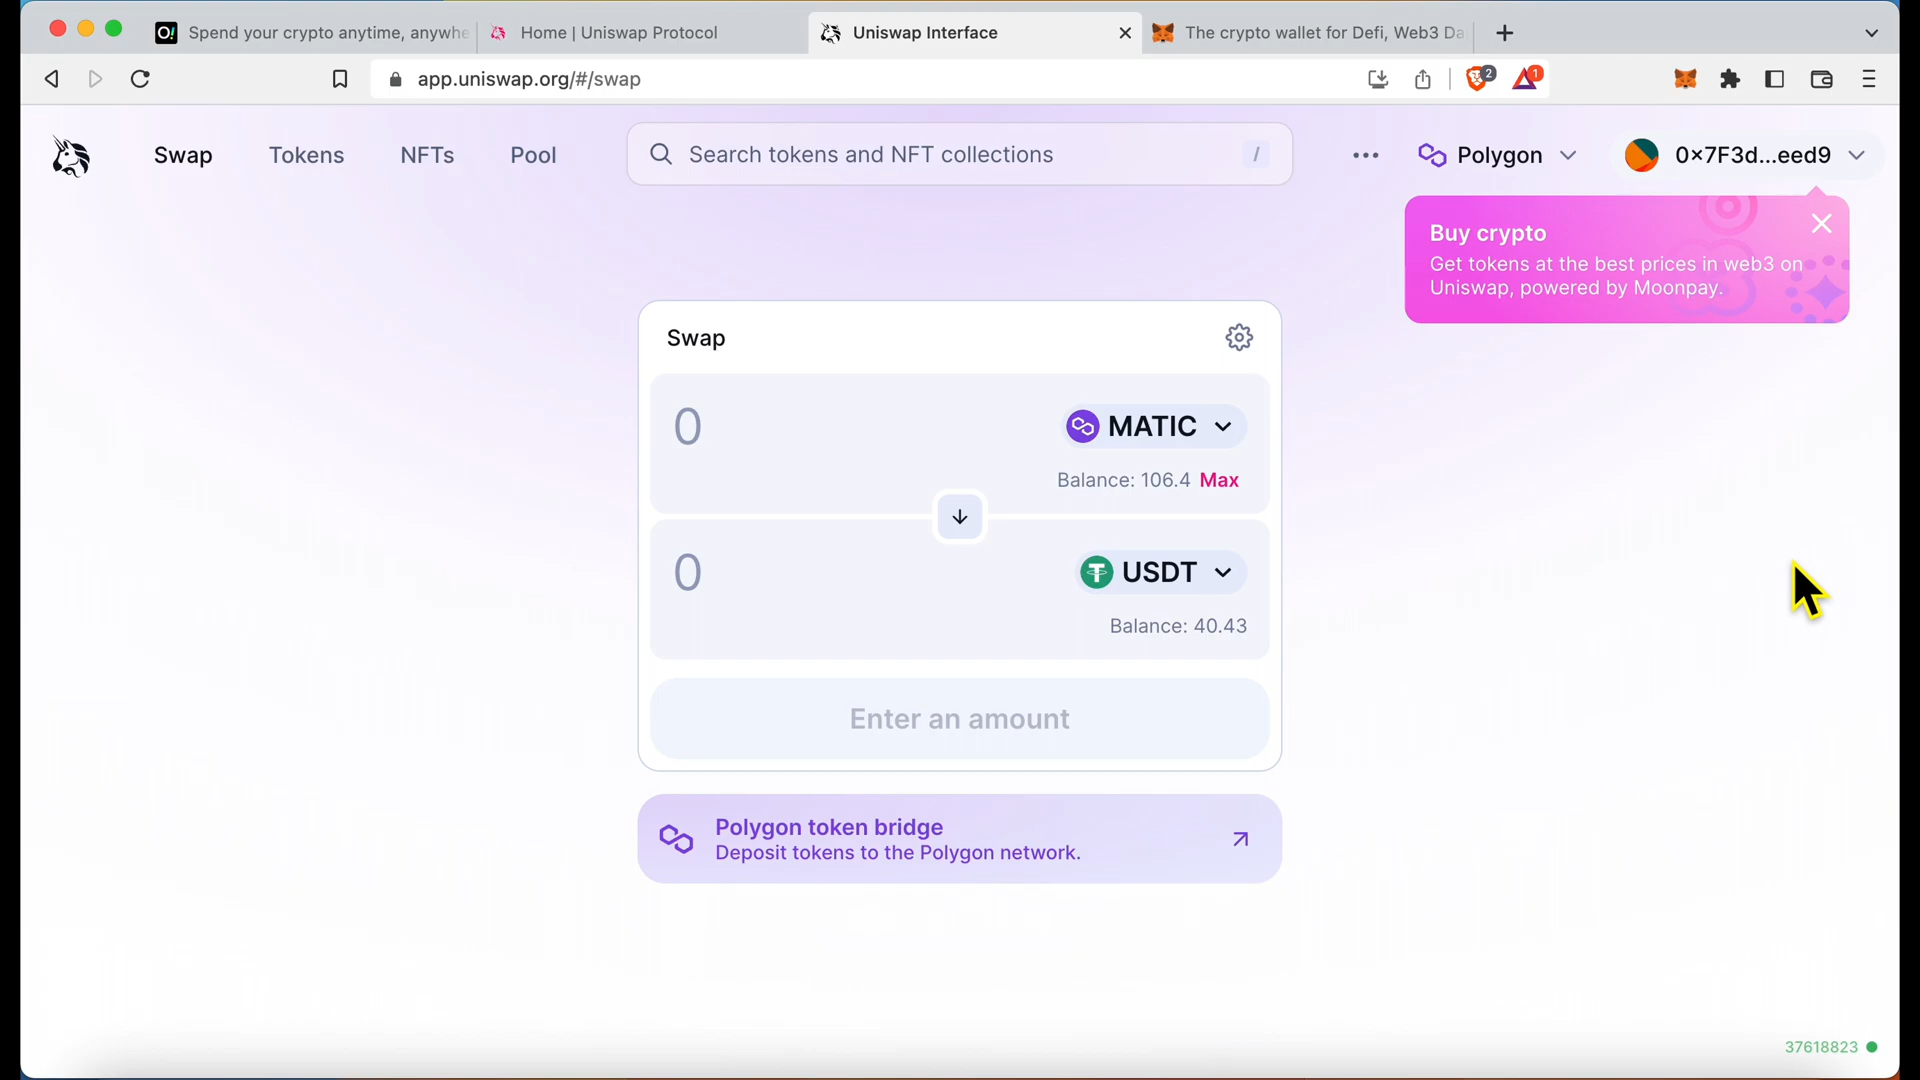 O! Spend your crypto anytime, anywhe
Home | Uniswap Protocol
Uniswap Interface
The crypto wallet for Defi, Web3 Da
app.uniswap.org/#/swap
2
1
Swap
Tokens
NFTs
Pool
Search tokens and NFT collections
/
Polygon
0x7F3d...eed9
Buy crypto
Get tokens at the best prices in web3 on
Uniswap, powered by Moonpay.
Swap
0
MATIC
Balance: 106.4 Max
0
USDT
Balance: 40.43
Enter an amount
Polygon token bridge
Deposit tokens to the Polygon network.
37618823